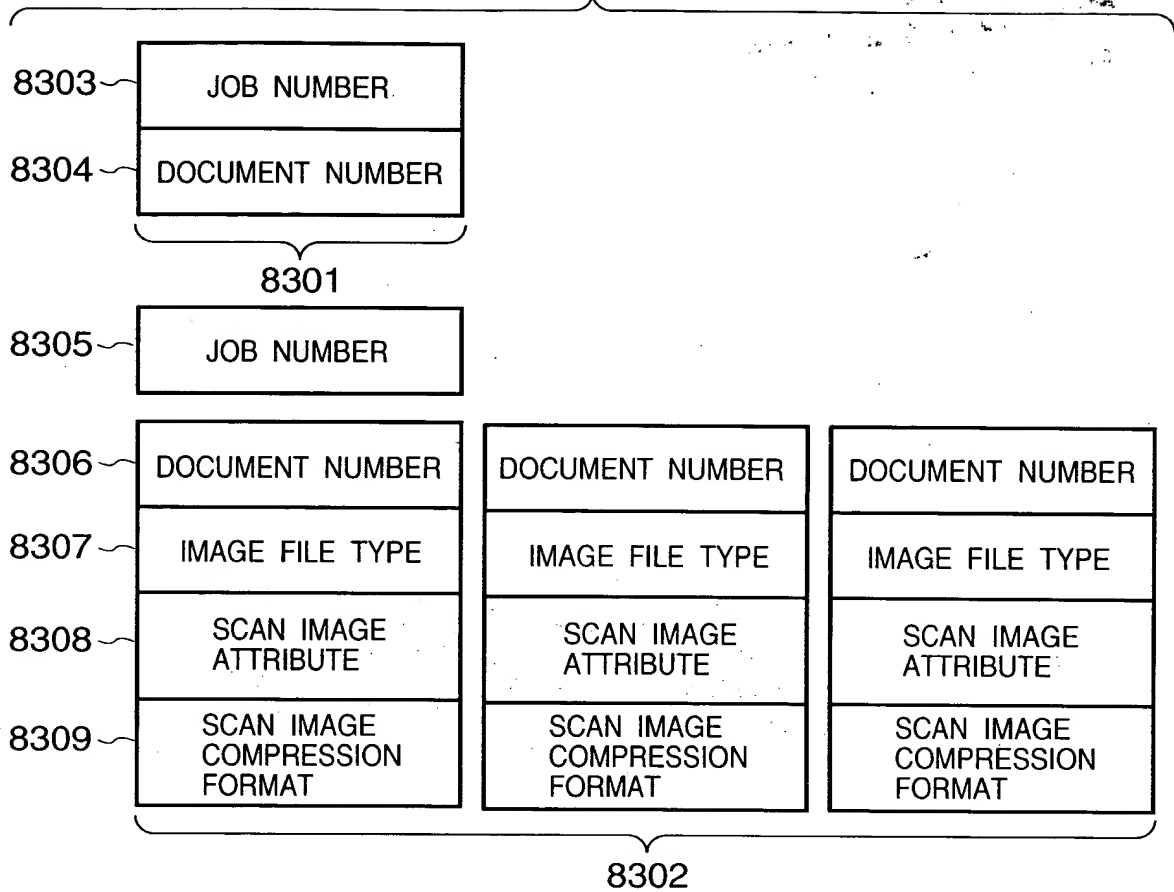 8303 JOB NUMBER
8304 DOCUMENT NUMBER
8301
8305 JOB NUMBER
8306 DOCUMENT NUMBER DOCUMENT NUMBER DOCUMENT NUMBER
8307 IMAGE FILE TYPE IMAGE FILE TYPE IMAGE FILE TYPE
8308 SCAN IMAGE ATTRIBUTE SCAN IMAGE ATTRIBUTE SCAN IMAGE ATTRIBUTE
8309 SCAN IMAGE COMPRESSION FORMAT SCAN IMAGE COMPRESSION FORMAT SCAN IMAGE COMPRESSION FORMAT
8302